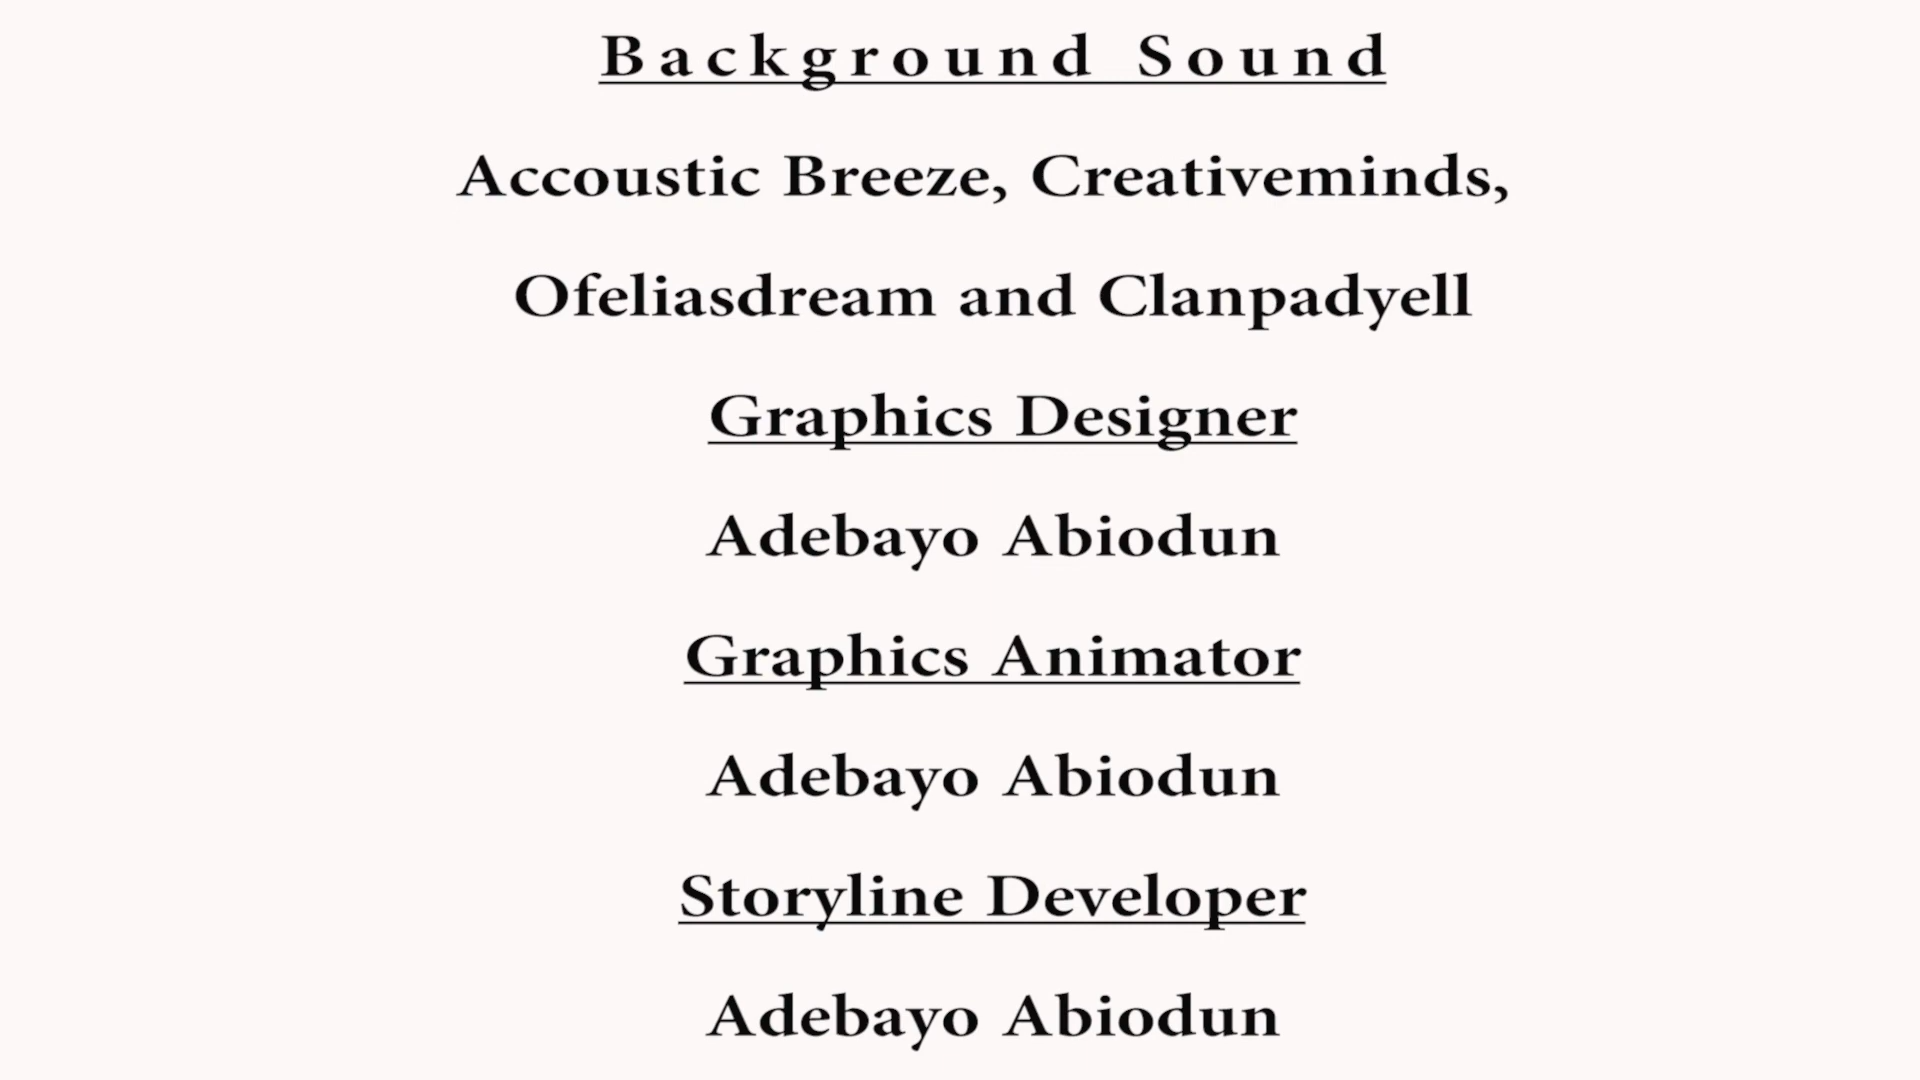 Background Sound
Accoustic Breeze, Creativeminds,
Ofeliasdream and Clanpadyell
Graphics Designer
Adebayo Abiodun
Graphics Animator
Adebayo Abiodun
Storyline Developer
Adebayo Abiodun